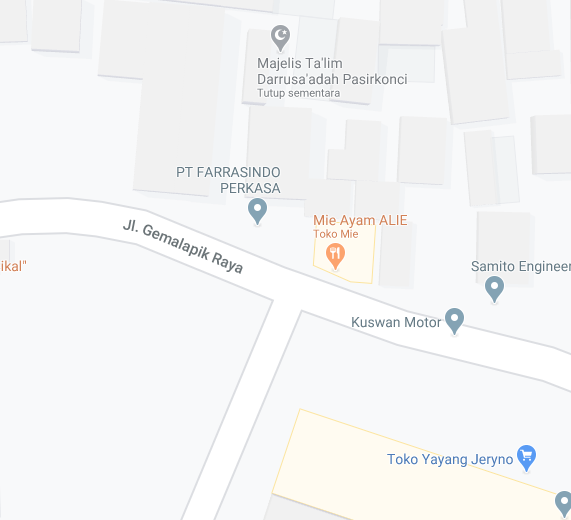 Majelis Ta'lim
Darrusa'adah Pasirkonci
Tutup sementara
PT FARRASINDO
PERKASA
Mie Ayam ALIE
Toko Mie
Jl. Gemalapik Raya
ikal"
Samito Engineer
Kuswan Motor
Toko Yayang Jeryno